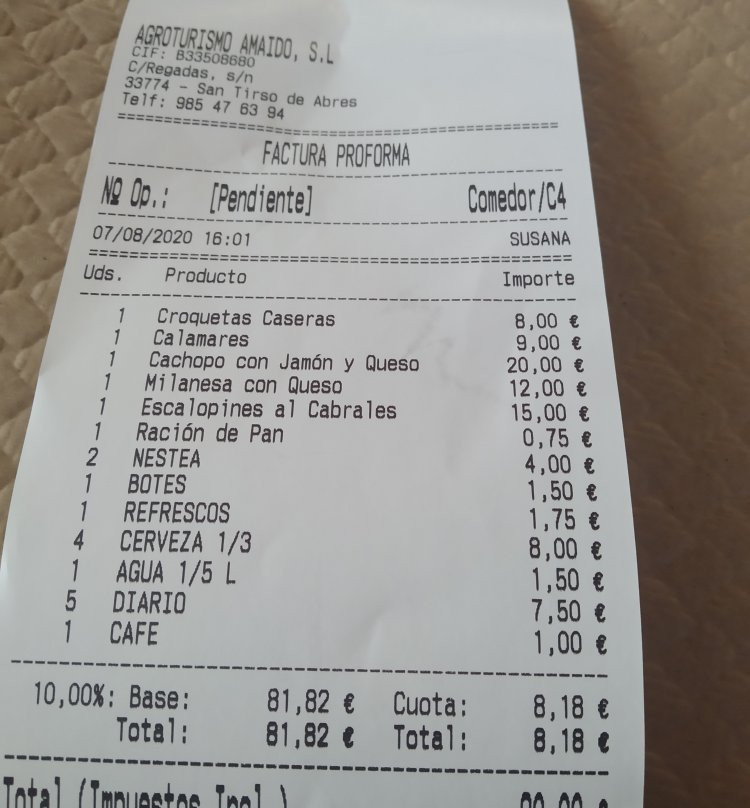 AGROTURISMO AMAIDO, S.L
CIF: B33508680
C/Regadas, s/n
33774 - San Tirso de Abres
Telf: 985 47 63 94
FACTURA PROFORMA
Nº Op.: [Pendiente] Comedor/C4
07/08/2020 16:01 SUSANA
Uds. Producto Importe
1 Croquetas Caseras 8,00 €
1 Calamares 9,00 €
1 Cachopo con Jamón y Queso 20,00 €
1 Milanesa con Queso 12,00 €
1 Escalopines al Cabrales 15,00 €
1 Ración de Pan 0,75 €
2 NESTEA 4,00 €
1 BOTES 1,50 €
1 REFRESCOS 1,75 €
4 CERVEZA 1/3 8,00 €
1 AGUA 1/5 L 1,50 €
5 DIARIO 7,50 €
1 CAFE 1,00 €
10,00%: Base: 81,82 € Cuota: 8,18 €
Total: 81,82 € Total: 8,18 €
Total (Impuestos Incl.)